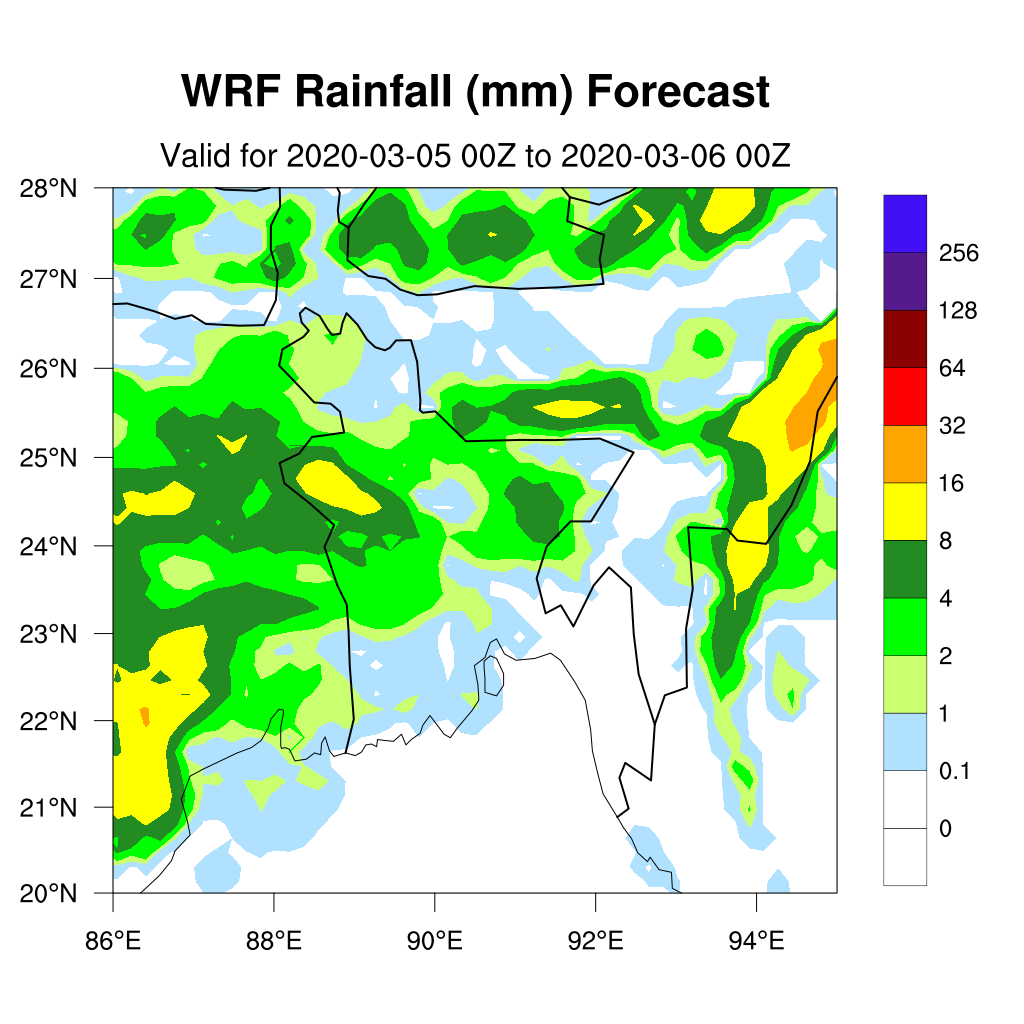 WRF Rainfall (mm) Forecast
Valid for 2020-03-05 00Z to 2020-03-06 00Z
28°N
27°N
26°N
25°N
24°N
23°N
22°N
21°N
20°N
86°E 88°E 90°E 92°E 94°E
256
128
64
32
16
8
4
2
1
0.1
0